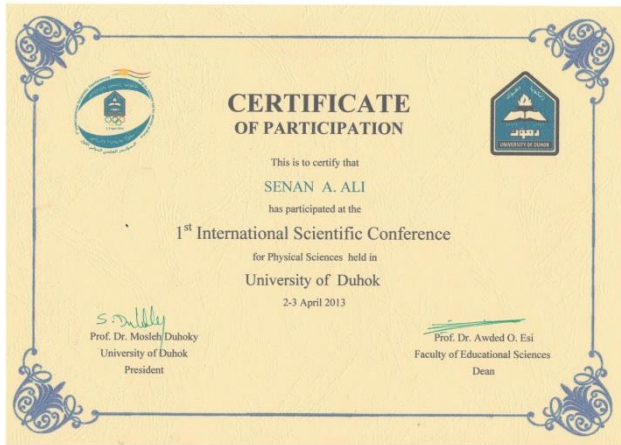 CERTIFICATE
OF PARTICIPATION
This is to certify that
SENAN A. ALI
has participated at the
1st International Scientific Conference
for Physical Sciences held in
University of Duhok
2-3 April 2013
دهۆك
UNIVERSITY OF DUHOK
S. Duhoky
Prof. Dr. Mosleh Duhoky
University of Duhok
President
Prof. Dr. Awded O. Esi
Faculty of Educational Sciences
Dean